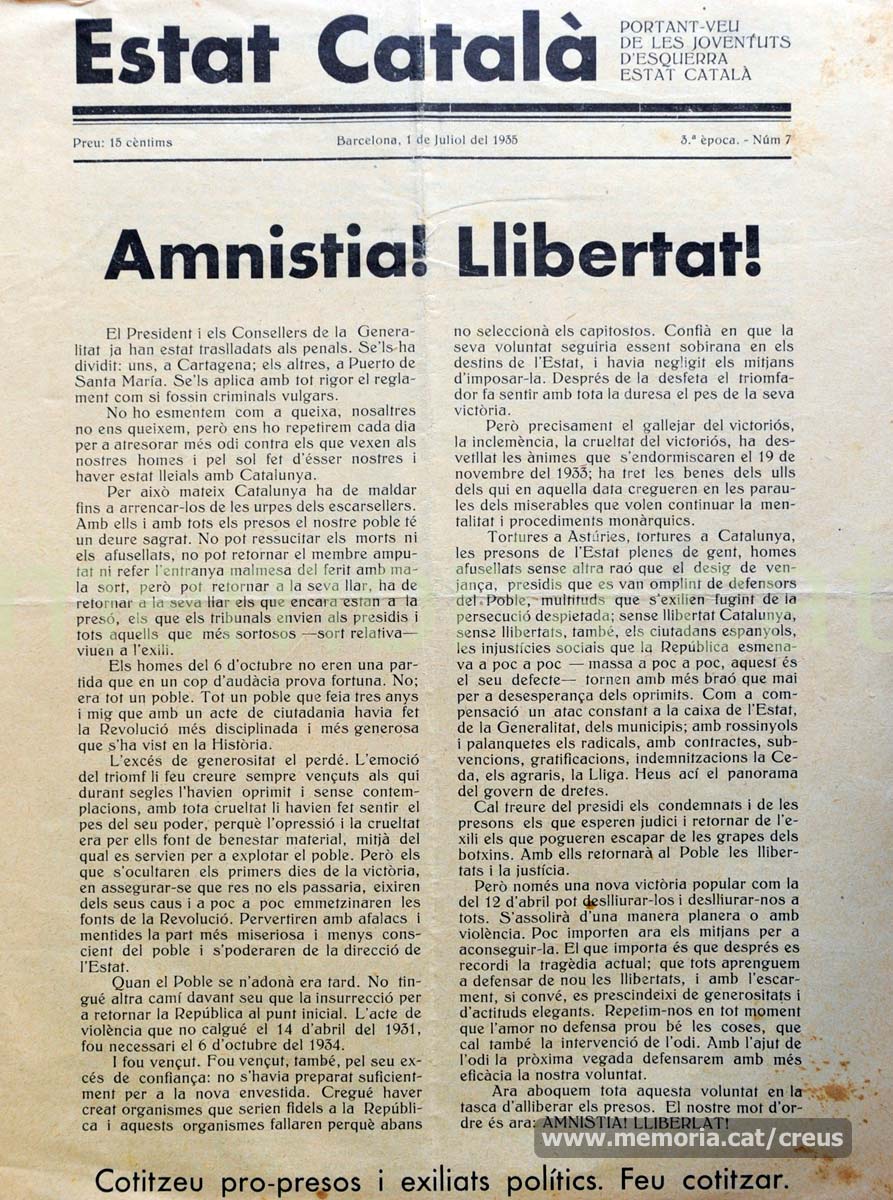 Estat Català
PORTANT-VEU
DE LES JOVENTUTS
D'ESQUERRA
ESTAT CATALÀ
Preu: 15 cèntims
Barcelona, 1 de Juliol del 1935
3.ª època. - Núm 7
Amnistia! Llibertat!
El President i els Consellers de la Genera-
litat ja han estat traslladats als penals. Se'ls ha
dividit: uns, a Cartagena; els altres, a Puerto de
Santa María. Se'ls aplica amb tot rigor el regla-
ment com si fossin criminals vulgars.
No ho esmentem com a queixa, nosaltres
no ens queixem, però ens ho repetirem cada dia
per a atresorar més odi contra els que vexen als
nostres homes i pel sol fet d'ésser nostres i
haver estat lleials amb Catalunya.
Per això mateix Catalunya ha de maldar
fins a arrencar-los de les urpes dels escarsellers.
Amb ells i amb tots els presos el nostre poble té
un deure sagrat. No pot ressucitar els morts ni
els afusellats, no pot retornar el membre ampu-
tat ni refer l'entranya malmesa del ferit amb ma-
la sort, però pot retornar a la seva llar, ha de
retornar a la seva llar els que encara estan a la
presó, els que els tribunals envien als presidis i
tots aquells que més sortosos —sort relativa—
viuen a l'exili.
Els homes del 6 d'octubre no eren una par-
tida que en un cop d'audàcia prova fortuna. No;
era tot un poble. Tot un poble que feia tres anys
i mig que amb un acte de ciutadania havia fet
la Revolució més disciplinada i més generosa
que s'ha vist en la Història.
L'excés de generositat el perdé. L'emoció
del triomf li feu creure sempre vençuts als qui
durant segles l'havien oprimit i sense contem-
placions, amb tota crueltat li havien fet sentir el
pes del seu poder, perquè l'opressió i la crueltat
era per ells font de benestar material, mitjà del
qual es servien per a explotar el poble. Però els
que s'ocultaren els primers dies de la victòria,
en assegurar-se que res no els passaria, eixiren
dels seus caus i a poc a poc emmetzinaren les
fonts de la Revolució. Pervertiren amb afalacs i
mentides la part més miseriosa i menys cons-
cient del poble i s'poderaren de la direcció de
l'Estat.
Quan el Poble se n'adonà era tard. No tin-
gué altra camí davant seu que la insurrecció per
a retornar la República al punt inicial. L'acte de
violència que no calgué el 14 d'abril del 1931,
fou necessari el 6 d'octubre del 1934.
I fou vençut. Fou vençut, també, pel seu ex-
cés de confiança: no s'havia preparat suficient-
ment per a la nova envestida. Cregué haver
creat organismes que serien fidels a la Repúbli-
ca i aquests organismes fallaren perquè abans
no seleccionà els capitostos. Confià en que la
seva voluntat seguiria essent sobirana en els
destins de l'Estat, i havia negligit els mitjans
d'imposar-la. Després de la desfeta el triomfa-
dor fa sentir amb tota la duresa el pes de la seva
victòria.
Però precisament el gallejar del victoriós,
la inclemència, la crueltat del victoriós, ha des-
vetllat les ànimes que s'endormiscaren el 19 de
novembre del 1933; ha tret les benes dels ulls
dels qui en aquella data cregueren en les parau-
les dels miserables que volen continuar la men-
talitat i procediments monàrquics.
Tortures a Astúries, tortures a Catalunya,
les presons de l'Estat plenes de gent, homes
afusellats sense altra raó que el desig de ven-
jança, presidis que es van omplint de defensors
del Poble, multituds que s'exilien fugint de la
persecució despietada; sense llibertat Catalunya,
sense llibertats, també, els ciutadans espanyols,
les injustícies socials que la República esmena-
va a poc a poc —massa a poc a poc, aquest és
el seu defecte— tornen amb més braó que mai
per a desesperança dels oprimits. Com a com-
pensació un atac constant a la caixa de l'Estat,
de la Generalitat, dels municipis; amb rossinyols
i palanquetes els radicals, amb contractes, sub-
vencions, gratificacions, indemnitzacions la Ce-
da, els agraris, la Lliga. Heus ací el panorama
del govern de dretes.
Cal treure del presidi els condemnats i de les
presons els que esperen judici i retornar de l'e-
xili els que pogueren escapar de les grapes dels
botxins. Amb ells retornarà al Poble les lliber-
tats i la justícia.
Però només una nova victòria popular com la
del 12 d'abril pot deslliurar-los i deslliurar-nos a
tots. S'assolirà d'una manera planera o amb
violència. Poc importen ara els mitjans per a
aconseguir-la. El que importa és que després es
recordi la tragèdia actual; que tots aprenguem
a defensar de nou les llibertats, i amb l'escar-
ment, si convé, es prescindeixi de generositats i
d'actituds elegants. Repetim-nos en tot moment
que l'amor no defensa prou bé les coses, que
cal també la intervenció de l'odi. Amb l'ajut de
l'odi la pròxima vegada defensarem amb més
eficàcia la nostra voluntat.
Ara aboquem tota aquesta voluntat en la
tasca d'alliberar els presos. El nostre mot d'or-
dre és ara: AMNISTIA! LLIBERLAT!
www.memoria.cat/creus
Cotitzeu pro-presos i exiliats polítics. Feu cotitzar.